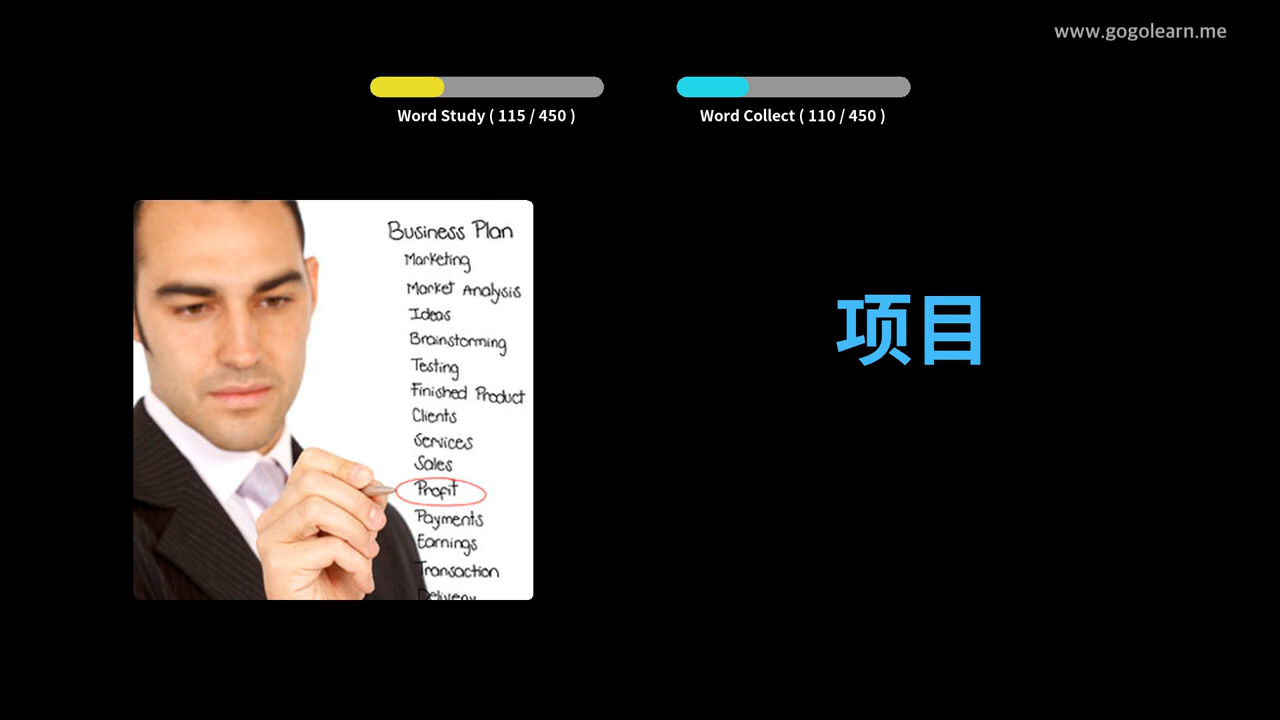 www.gogolearn.me
Word Study ( 115 / 450 )
Word Collect ( 110 / 450 )
Business Plan
Marketing
Market Analysis
Ideas
Brainstorming
Testing
Finished Product
Clients
Services
Sales
Profit
Payments
Earnings
Transaction
Delivery
项目